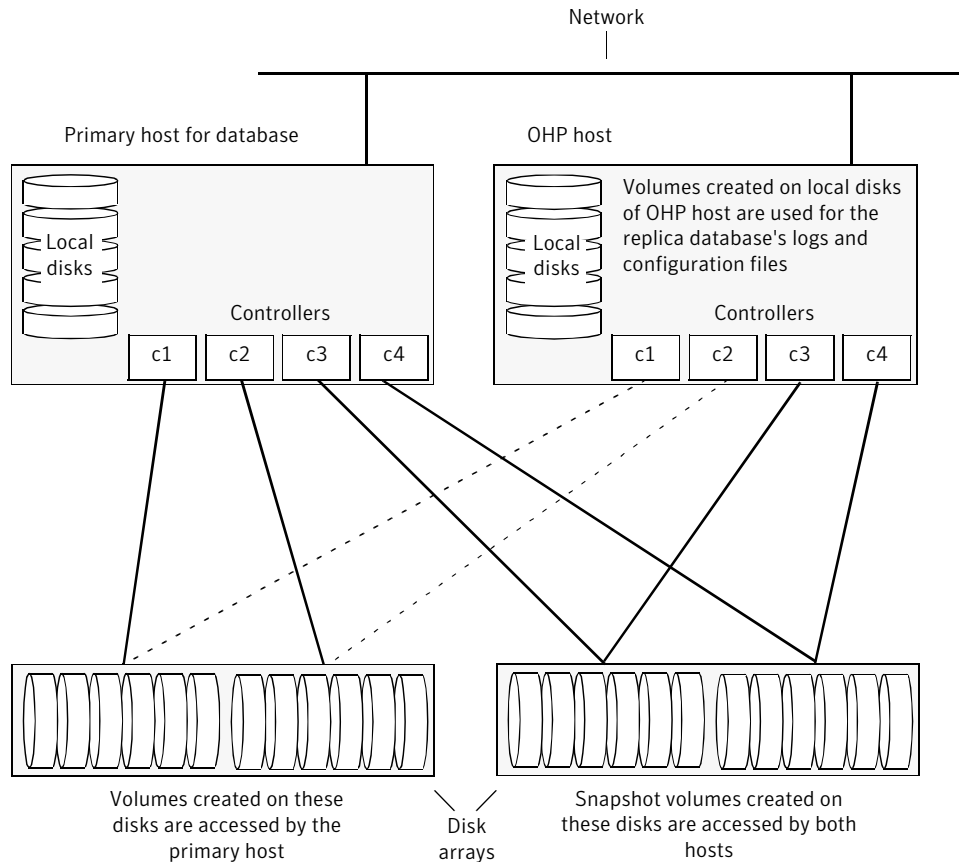 Network
Primary host for database
OHP host
Local
disks
Controllers
c1
c2
c3
c4
Volumes created on local disks
of OHP host are used for the
replica database's logs and
configuration files
Local
disks
Controllers
c1
c2
c3
c4
Volumes created on these
disks are accessed by the
primary host
Disk
arrays
Snapshot volumes created on
these disks are accessed by both
hosts